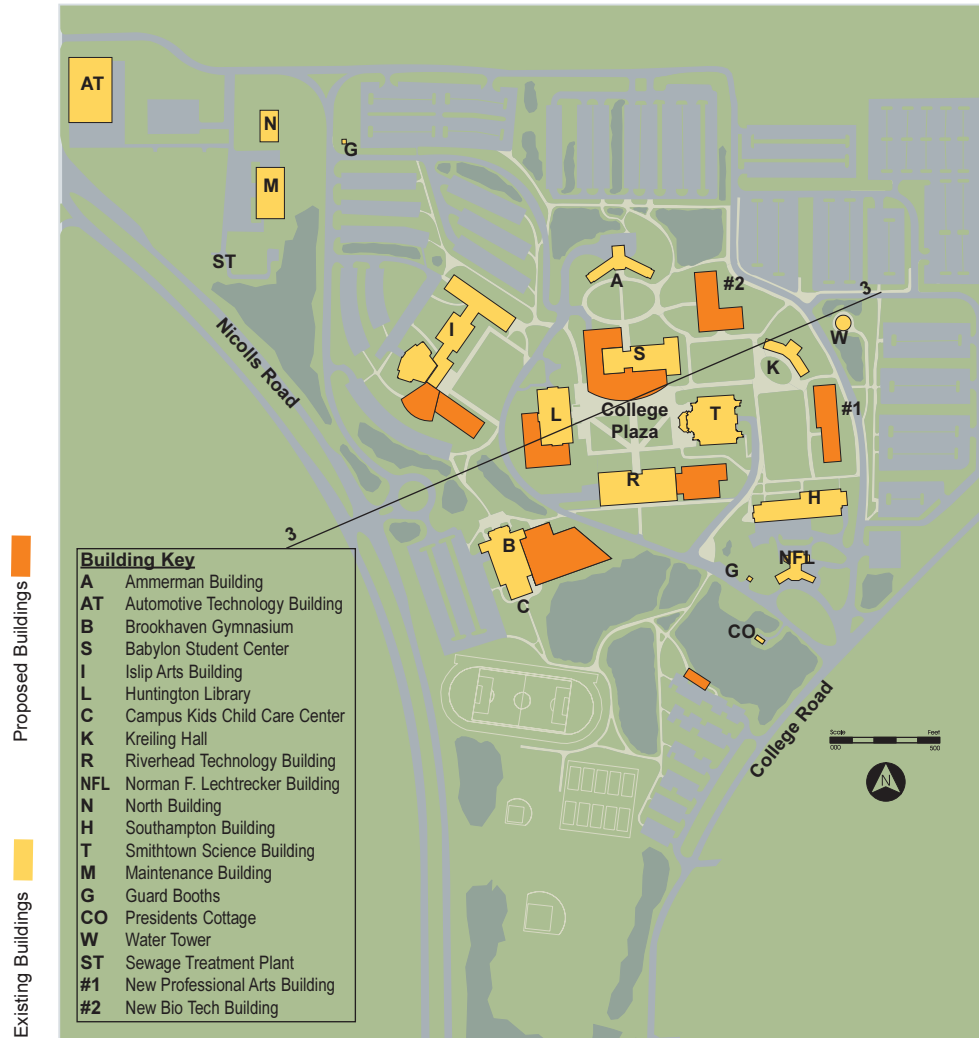 AT
N
G
M
ST
A
#2
3
I
Nicolls Road
S
W
K
College
Plaza
L
T
#1
R
H
3
B
NFL
G
C
CO
College Road
Scale Feet
000 500
N
Proposed Buildings
Existing Buildings
Building Key
A Ammerman Building
AT Automotive Technology Building
B Brookhaven Gymnasium
S Babylon Student Center
I Islip Arts Building
L Huntington Library
C Campus Kids Child Care Center
K Kreiling Hall
R Riverhead Technology Building
NFL Norman F. Lechtrecker Building
N North Building
H Southampton Building
T Smithtown Science Building
M Maintenance Building
G Guard Booths
CO Presidents Cottage
W Water Tower
ST Sewage Treatment Plant
#1 New Professional Arts Building
#2 New Bio Tech Building